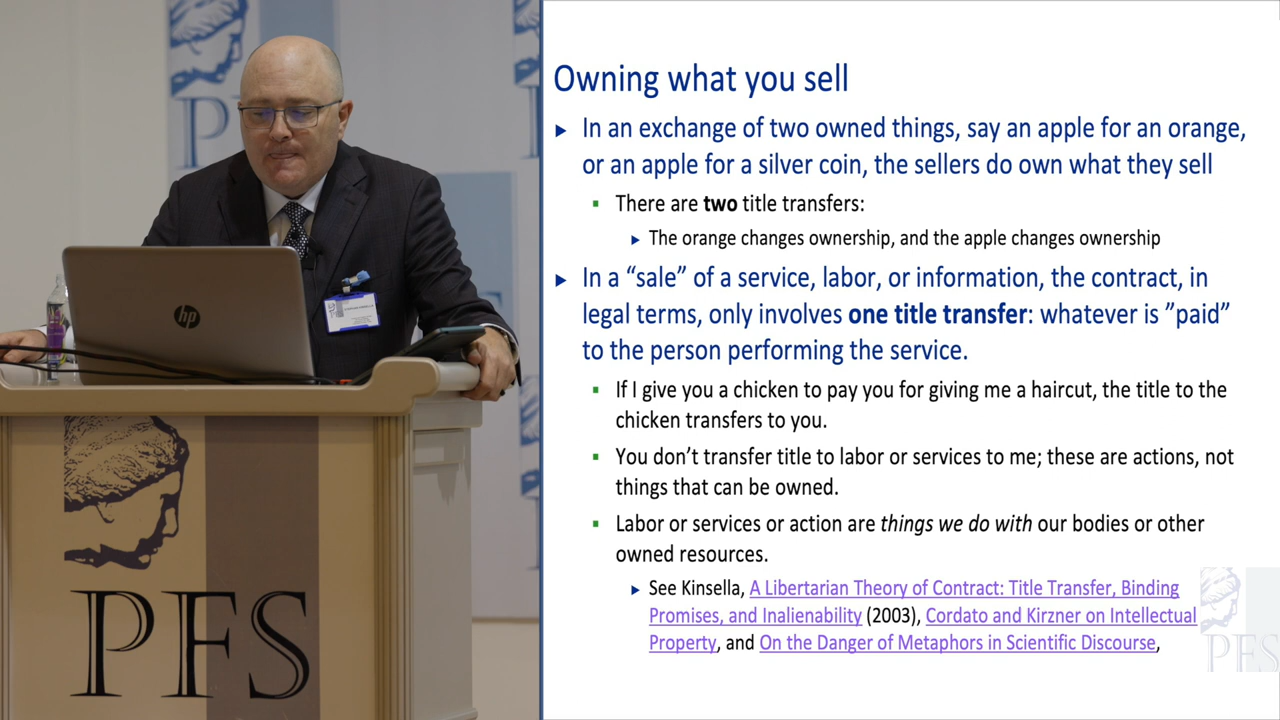 PFS
P
hp
PFS
Owning what you sell
In an exchange of two owned things, say an apple for an orange,
or an apple for a silver coin, the sellers do own what they sell
There are two title transfers:
The orange changes ownership, and the apple changes ownership
In a “sale” of a service, labor, or information, the contract, in
legal terms, only involves one title transfer: whatever is ”paid”
to the person performing the service.
If I give you a chicken to pay you for giving me a haircut, the title to the
chicken transfers to you.
You don’t transfer title to labor or services to me; these are actions, not
things that can be owned.
Labor or services or action are things we do with our bodies or other
owned resources.
See Kinsella, A Libertarian Theory of Contract: Title Transfer, Binding
Promises, and Inalienability (2003), Cordato and Kirzner on Intellectual
Property, and On the Danger of Metaphors in Scientific Discourse,
PFS